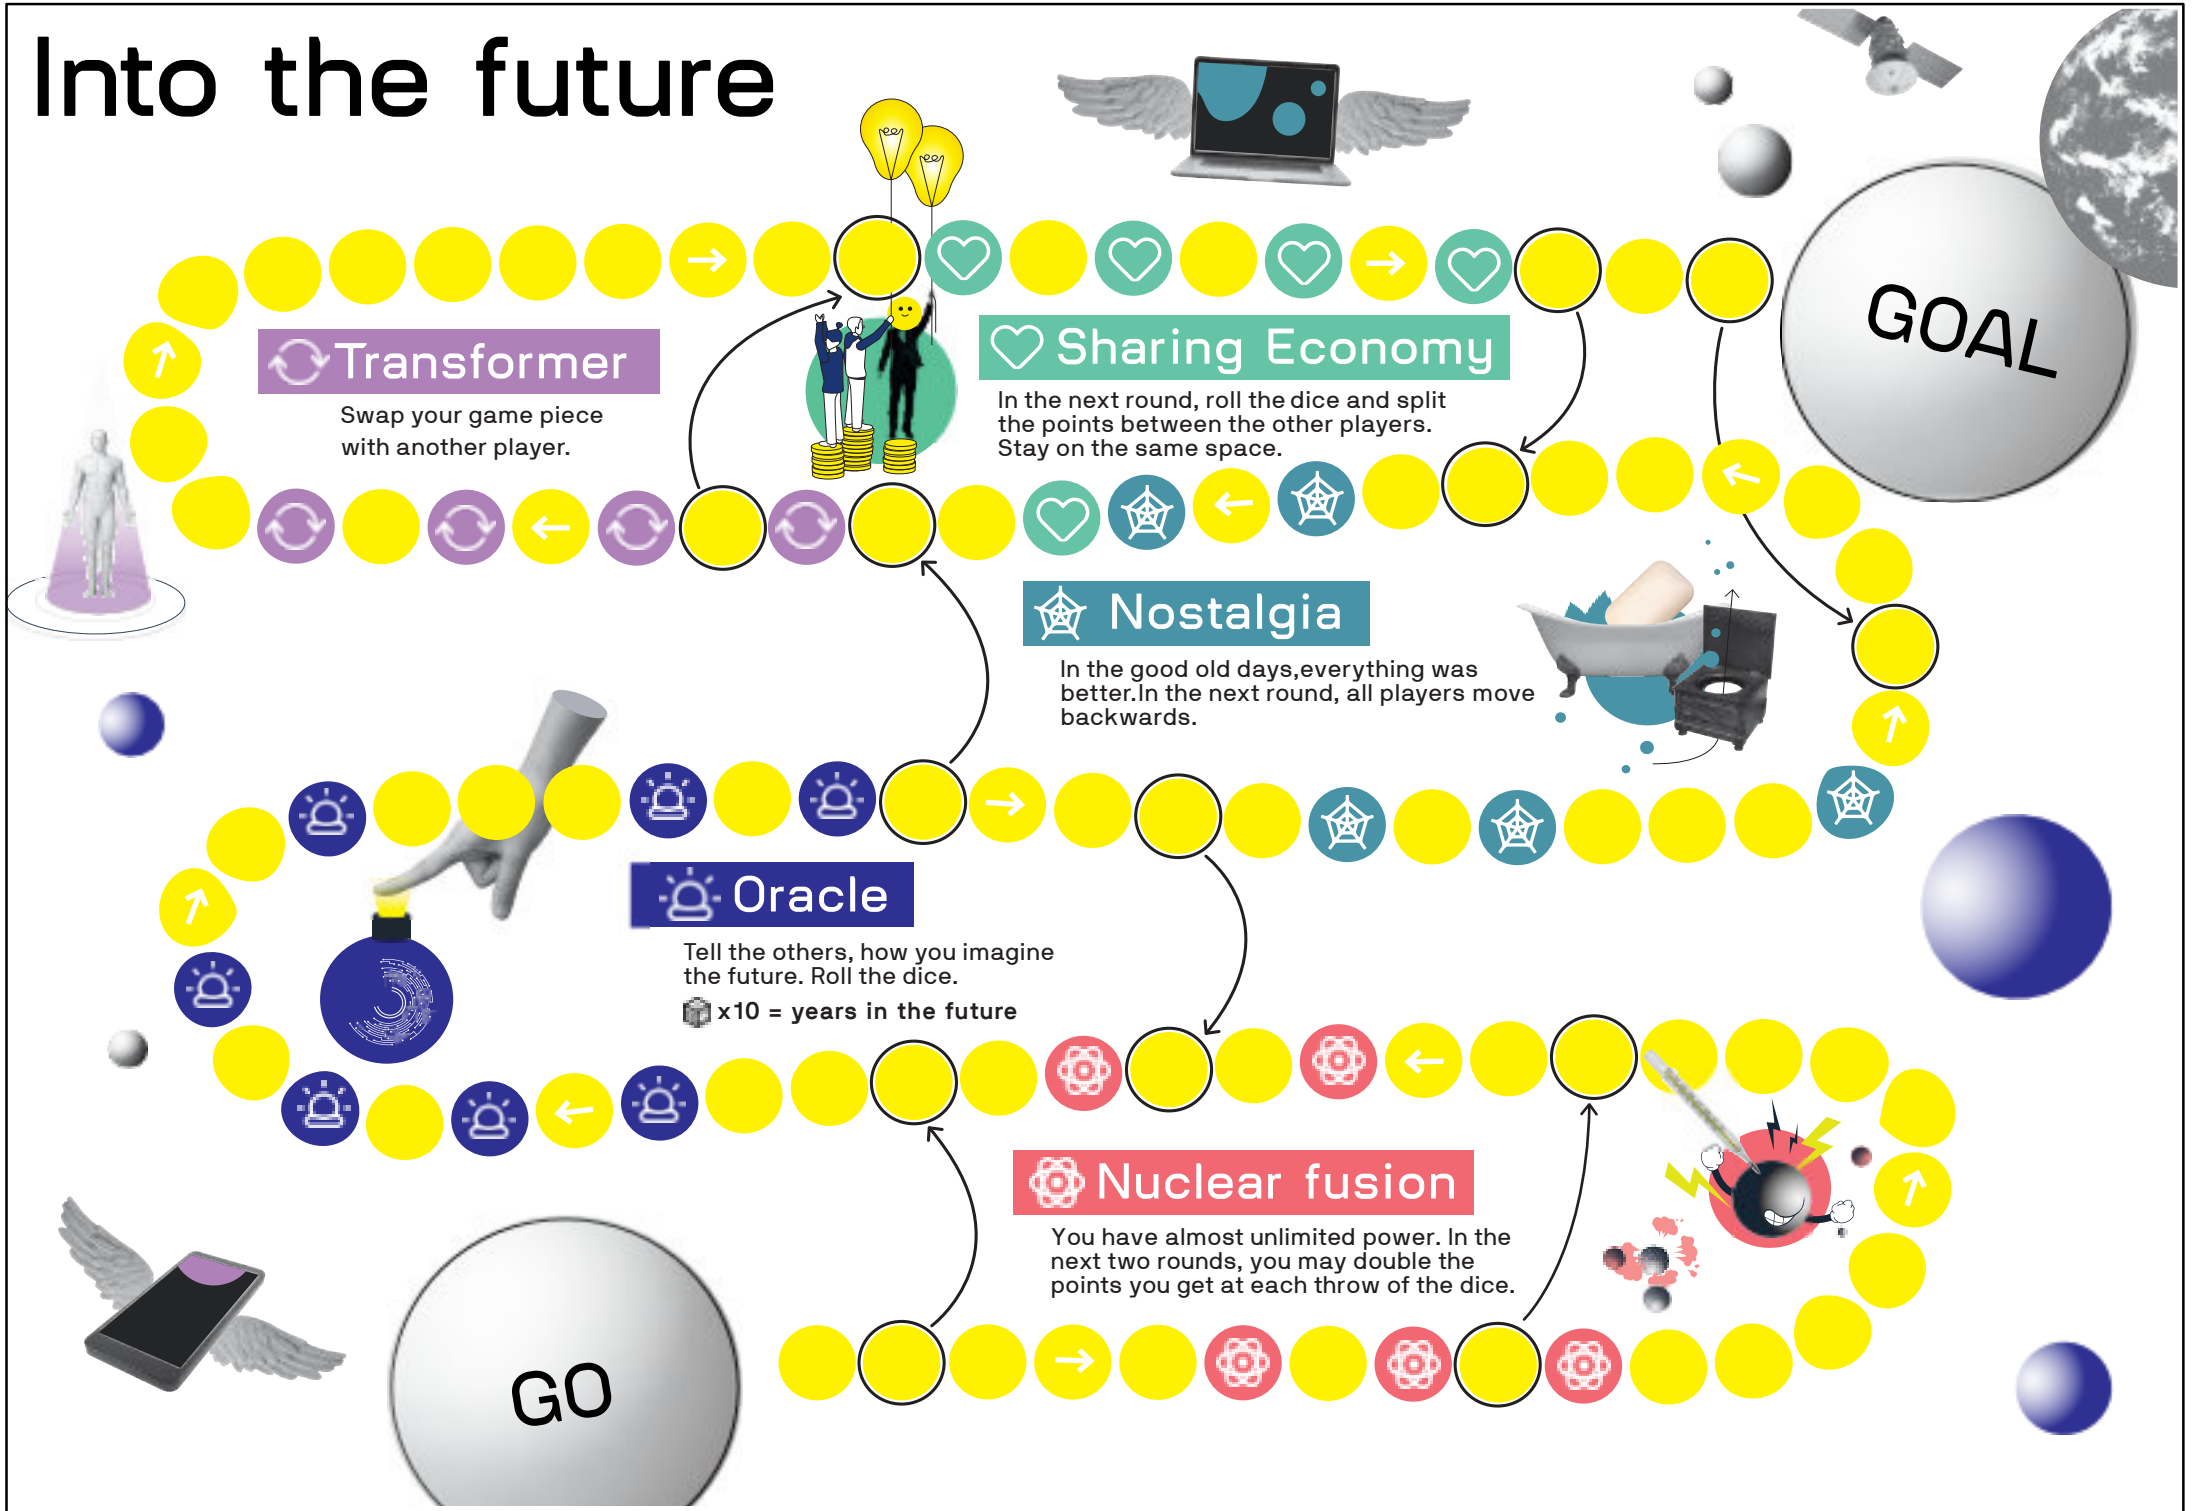 Into the future
GOAL
Transformer
Swap your game piece
with another player.
Sharing Economy
In the next round, roll the dice and split
the points between the other players.
Stay on the same space.
Nostalgia
In the good old days,everything was
better.In the next round, all players move
backwards.
Oracle
Tell the others, how you imagine
the future. Roll the dice.
x10 = years in the future
Nuclear fusion
You have almost unlimited power. In the
next two rounds, you may double the
points you get at each throw of the dice.
GO